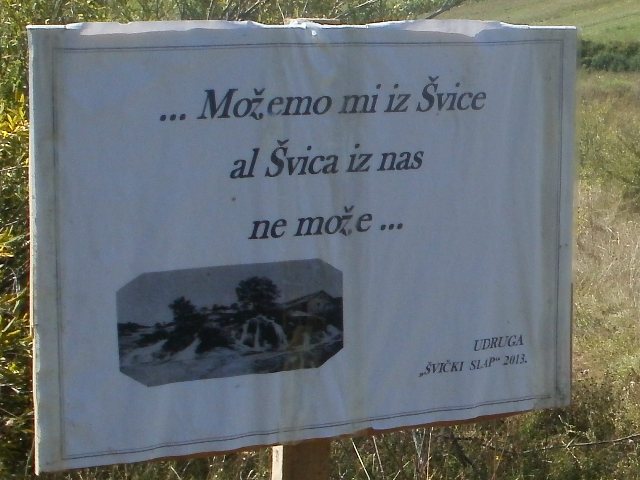 ... Možemo mi iz Švice
al Švica iz nas
ne može ...
UDRUGA
„ŠVIČKI SLAP“ 2013.